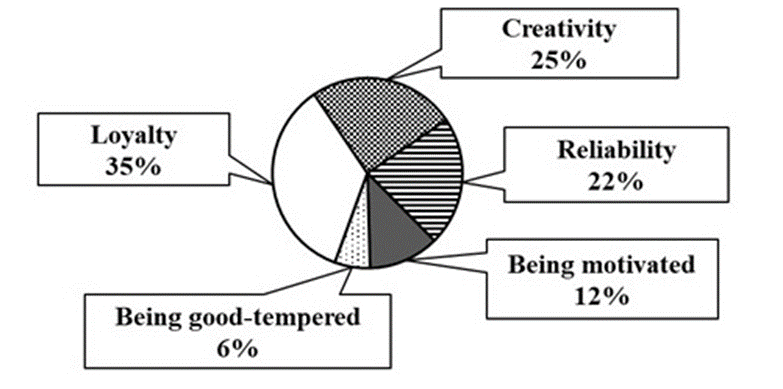 Creativity
25%
Loyalty
35%
Reliability
22%
Being motivated
12%
Being good-tempered
6%